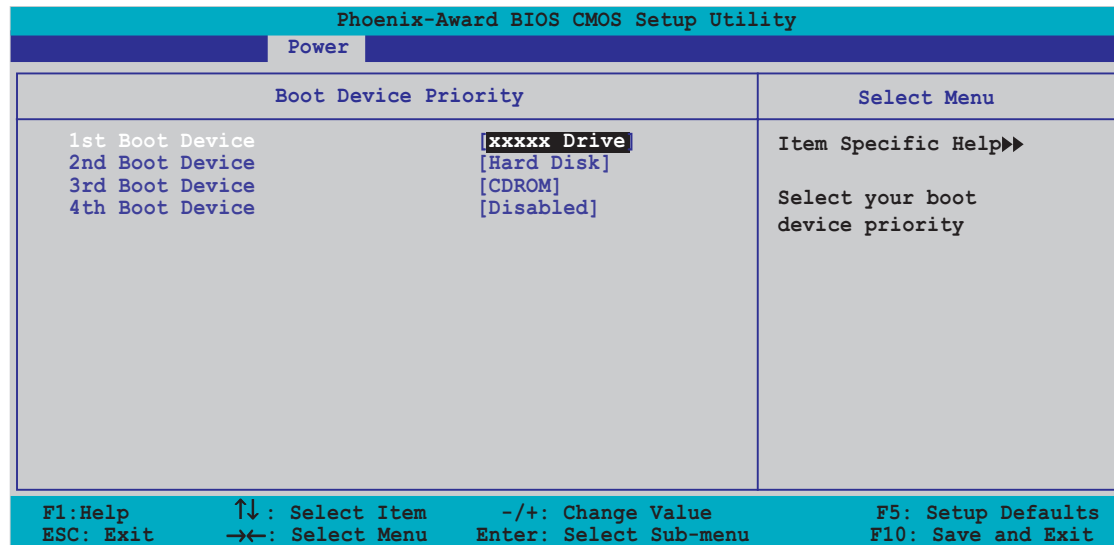 Phoenix-Award BIOS CMOS Setup Utility
Power
Boot Device Priority
Select Menu
1st Boot Device [xxxxx Drive]
2nd Boot Device [Hard Disk]
3rd Boot Device [CDROM]
4th Boot Device [Disabled]
Item Specific Help▶▶
Select your boot
device priority
F1:Help ↑↓: Select Item -/+: Change Value F5: Setup Defaults
ESC: Exit →←: Select Menu Enter: Select Sub-menu F10: Save and Exit